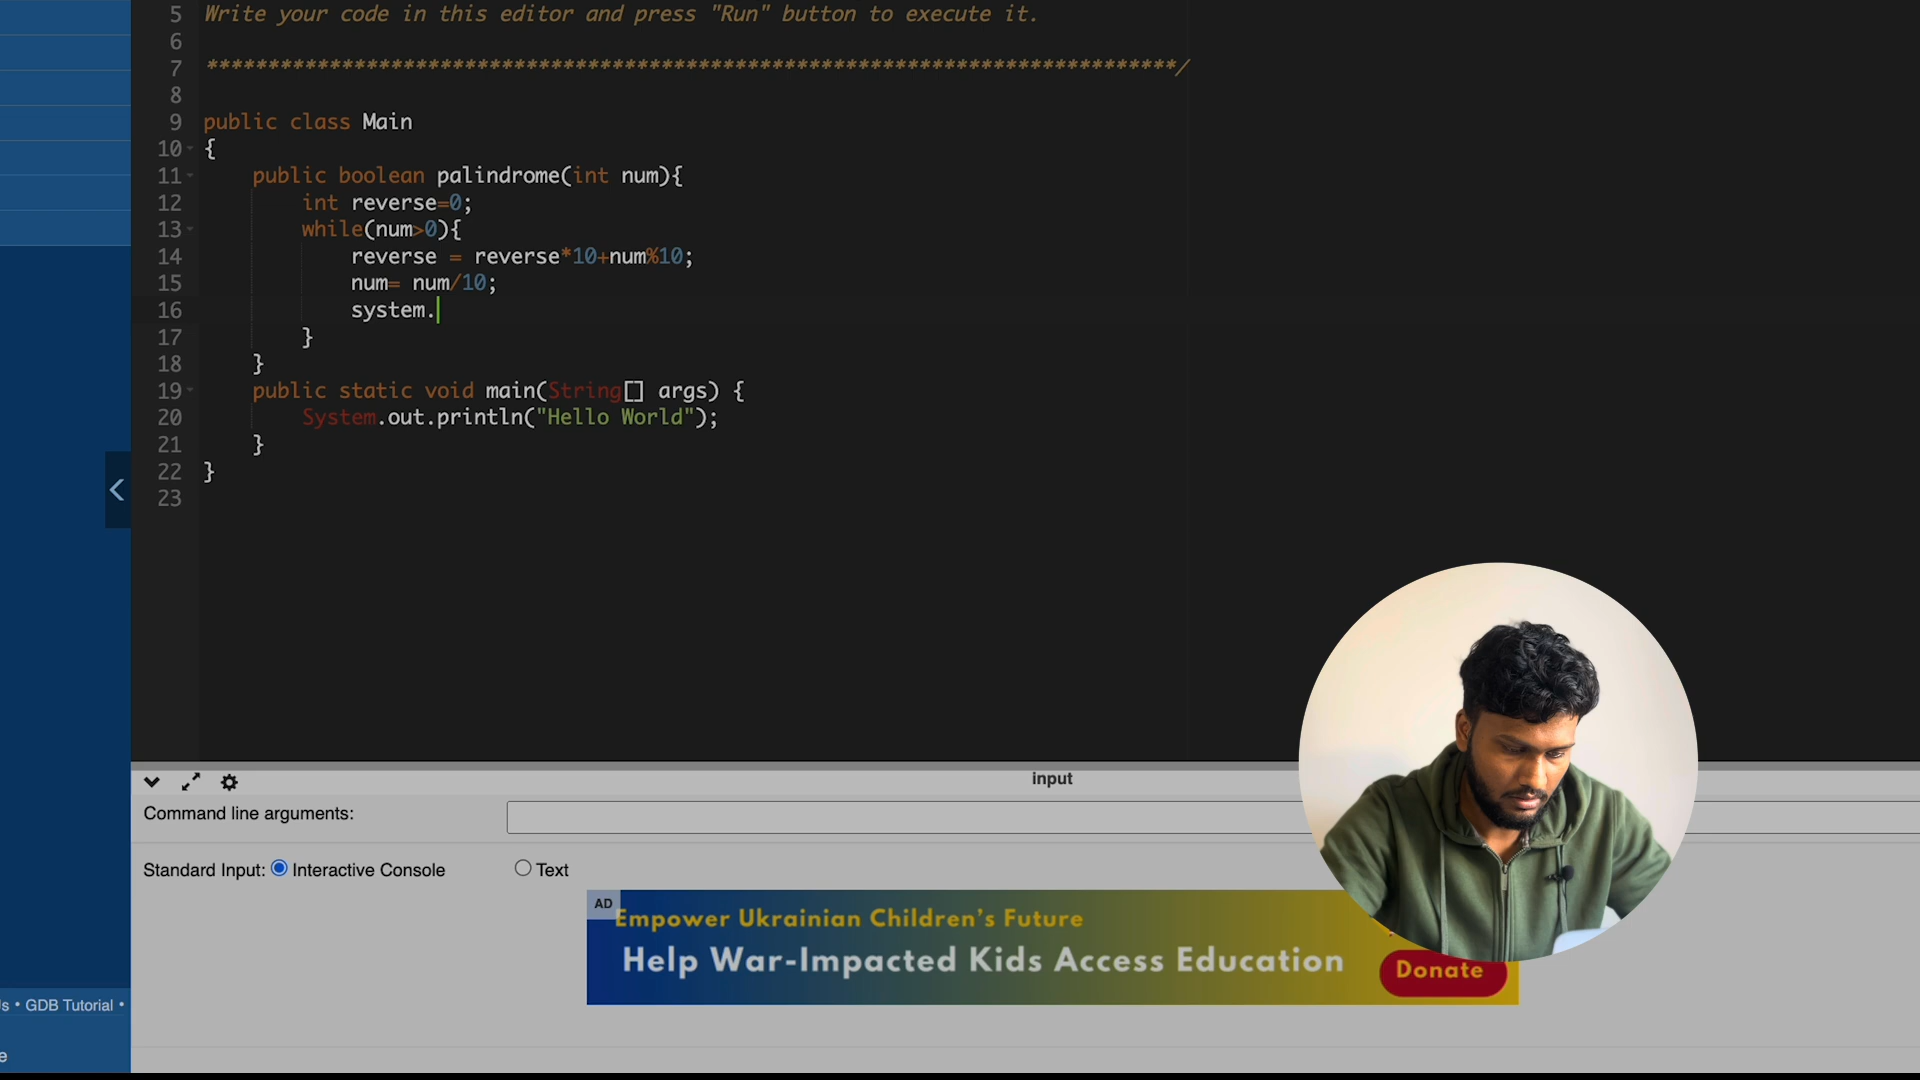 5 Write your code in this editor and press "Run" button to execute it.
6
7 *******************************************************************************/
8
9 public class Main
10 {
11 public boolean palindrome(int num){
12 int reverse=0;
13 while(num>0){
14 reverse = reverse*10+num%10;
15 num= num/10;
16 system.
17 }
18 }
19 public static void main(String[] args) {
20 System.out.println("Hello World");
21 }
22 }
23
input
Command line arguments:
Standard Input: Interactive Console Text
AD
Empower Ukrainian Children's Future
Help War-Impacted Kids Access Education
Donate
• GDB Tutorial •